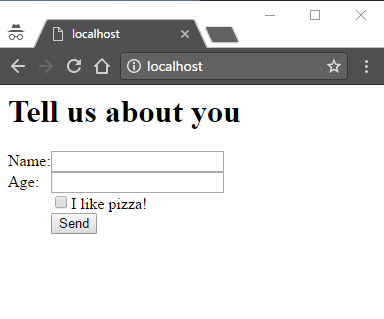 localhost
localhost
Tell us about you
Name:
Age:
I like pizza!
Send